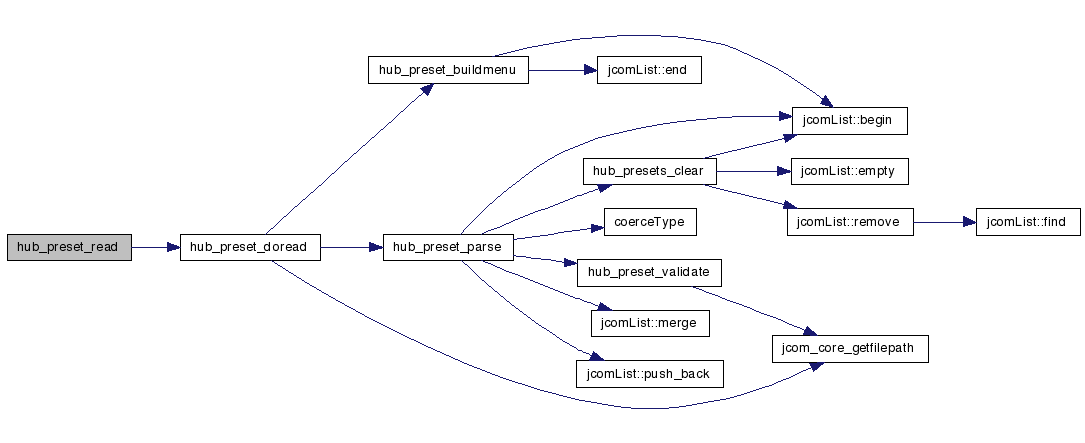 hub_preset_buildmenu
jcomList::end
jcomList::begin
hub_presets_clear
jcomList::empty
coerceType
jcomList::remove
jcomList::find
hub_preset_read
hub_preset_doread
hub_preset_parse
hub_preset_validate
jcomList::merge
jcom_core_getfilepath
jcomList::push_back